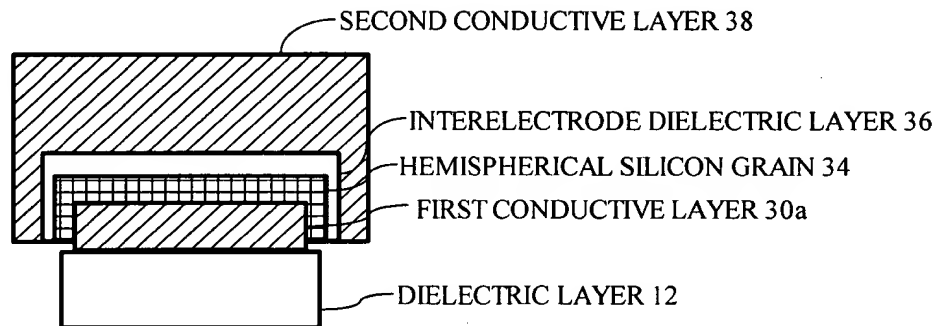 SECOND CONDUCTIVE LAYER 38
INTERELECTRODE DIELECTRIC LAYER 36
HEMISPHERICAL SILICON GRAIN 34
FIRST CONDUCTIVE LAYER 30a
DIELECTRIC LAYER 12